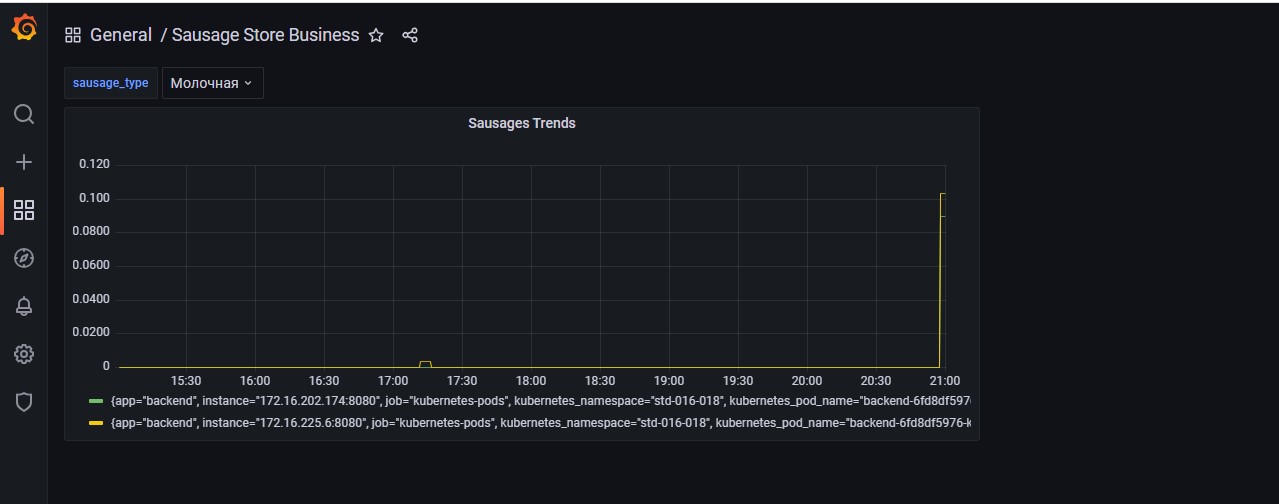 General / Sausage Store Business
sausage_type Молочная
Sausages Trends
0.120
0.100
0.0800
0.0600
0.0400
0.0200
0
15:30 16:00 16:30 17:00 17:30 18:00 18:30 19:00 19:30 20:00 20:30 21:00
{app="backend", instance="172.16.202.174:8080", job="kubernetes-pods", kubernetes_namespace="std-016-018", kubernetes_pod_name="backend-6fd8df597
{app="backend", instance="172.16.225.6:8080", job="kubernetes-pods", kubernetes_namespace="std-016-018", kubernetes_pod_name="backend-6fd8df5976-k